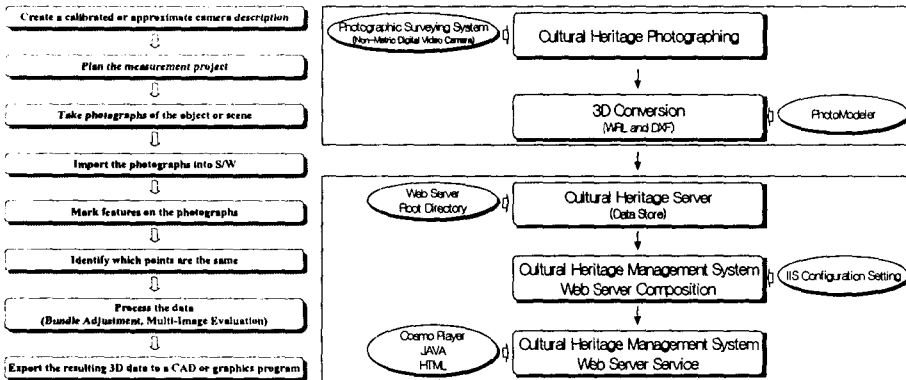 Create a calibrated or approximate camera description
Plan the measurement project
Take photographs of the object or scene
Import the photographs into S/W
Mark features on the photographs
Identify which points are the same
Process the data
(Bundle Adjustment, Multi-Image Evaluation)
Export the resulting 3D data to a CAD or graphics program
Photographic Surveying System
(Non-Metric Digital Video Camera)
Cultural Heritage Photographing
3D Conversion
(WRL and DXF)
PhotoModeler
Web Server
Root Directory
Cultural Heritage Server
(Data Store)
Cultural Heritage Management System
Web Server Composition
IIS Configuration Setting
Cosmo Player
JAVA
HTML
Cultural Heritage Management System
Web Server Service